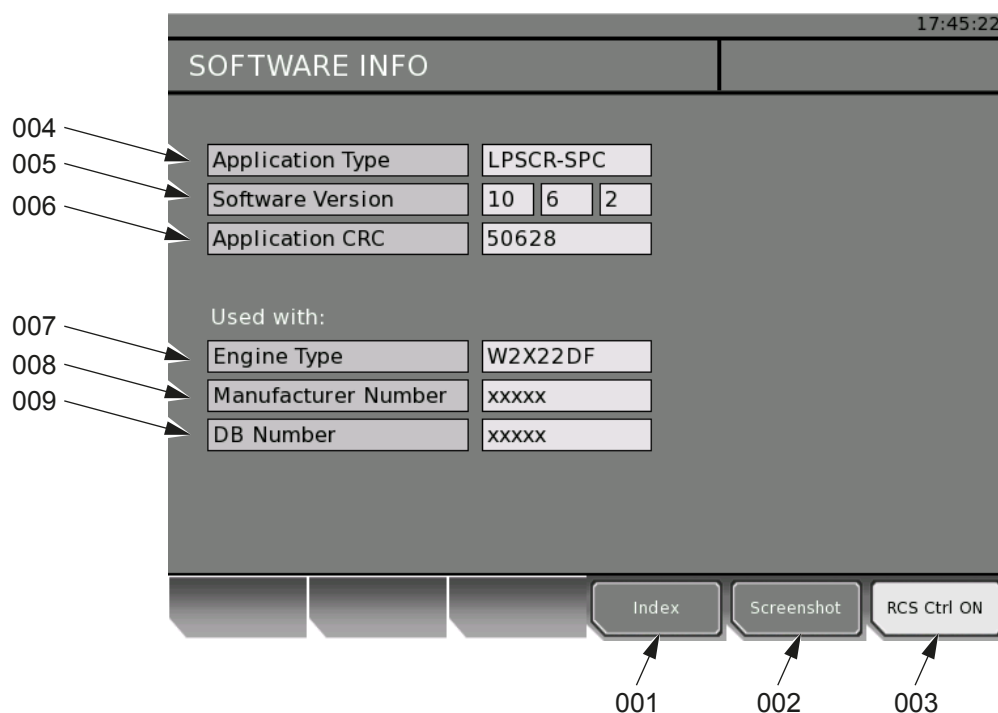 17:45:22
SOFTWARE INFO
004
Application Type LPSCR-SPC
005
Software Version 10 6 2
006
Application CRC 50628
Used with:
007
Engine Type W2X22DF
008
Manufacturer Number xxxxx
009
DB Number xxxxx
Index Screenshot RCS Ctrl ON
001 002 003